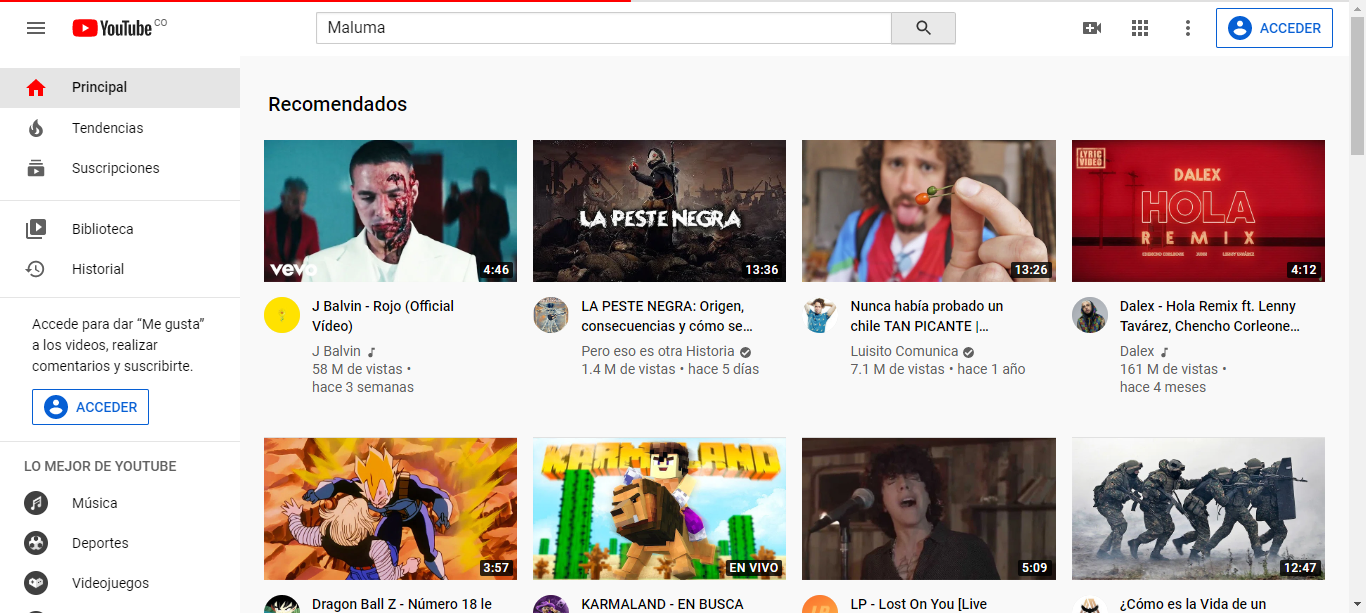 YouTube CO
Maluma
ACCEDER
Principal
Tendencias
Suscripciones
Biblioteca
Historial
Accede para dar “Me gusta”
a los videos, realizar
comentarios y suscribirte.
ACCEDER
LO MEJOR DE YOUTUBE
Música
Deportes
Videojuegos
Recomendados
vevo
4:46
J Balvin - Rojo (Official
Vídeo)
J Balvin
58 M de vistas •
hace 3 semanas
LA PESTE NEGRA
13:36
LA PESTE NEGRA: Origen,
consecuencias y cómo se…
Pero eso es otra Historia
1.4 M de vistas • hace 5 días
13:26
Nunca había probado un
chile TAN PICANTE |…
Luisito Comunica
7.1 M de vistas • hace 1 año
LYRIC
VIDEO
DALEX
HOLA
REMIX
CHENCHO CORLEONE
LENNY TAVÁREZ
4:12
Dalex - Hola Remix ft. Lenny
Tavárez, Chencho Corleone…
Dalex
161 M de vistas •
hace 4 meses
3:57
Dragon Ball Z - Número 18 le
KARMALAND
EN VIVO
KARMALAND - EN BUSCA
5:09
LP
LP - Lost On You [Live
12:47
¿Cómo es la Vida de un